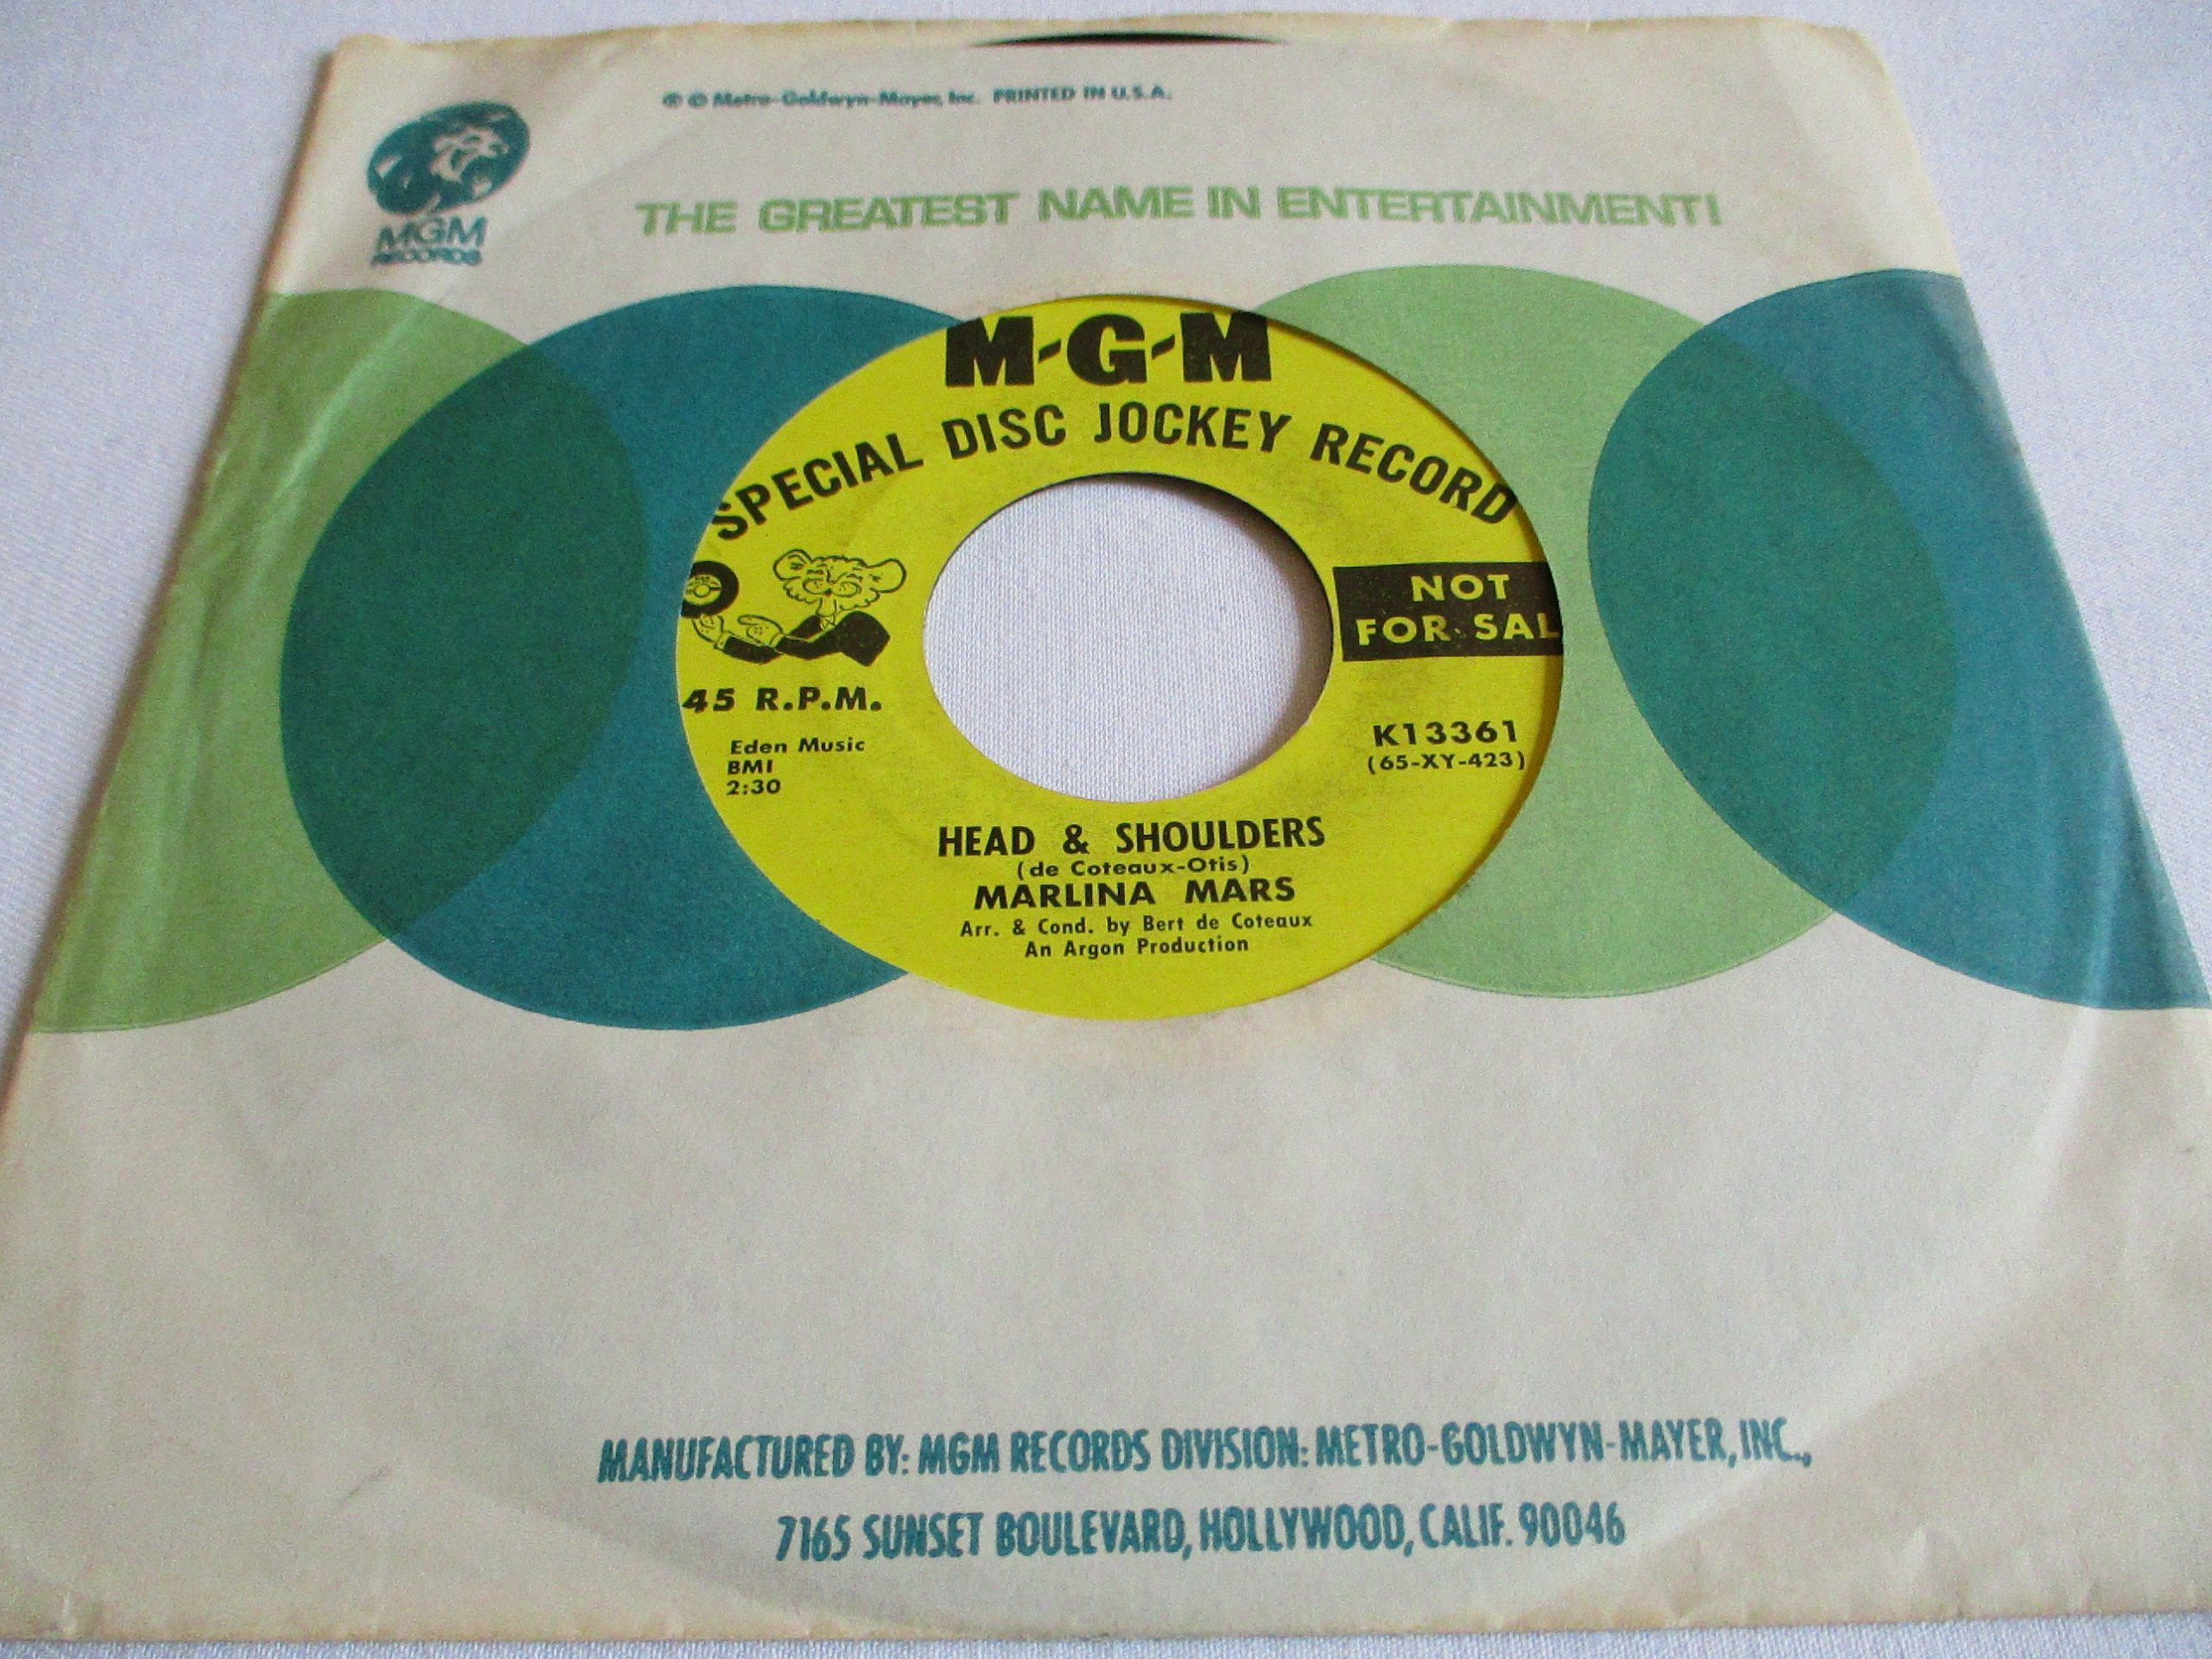 ℗ © Metro-Goldwyn-Mayer, Inc. PRINTED IN U.S.A.
MGM
RECORDS
THE GREATEST NAME IN ENTERTAINMENT!
M-G-M
SPECIAL DISC JOCKEY RECORD
NOT
FOR SAL
45 R.P.M.
Eden Music
BMI
2:30
K13361
(65-XY-423)
HEAD & SHOULDERS
(de Coteaux-Otis)
MARLINA MARS
Arr. & Cond. by Bert de Coteaux
An Argon Production
MANUFACTURED BY: MGM RECORDS DIVISION: METRO-GOLDWYN-MAYER, INC.,
7165 SUNSET BOULEVARD, HOLLYWOOD, CALIF. 90046